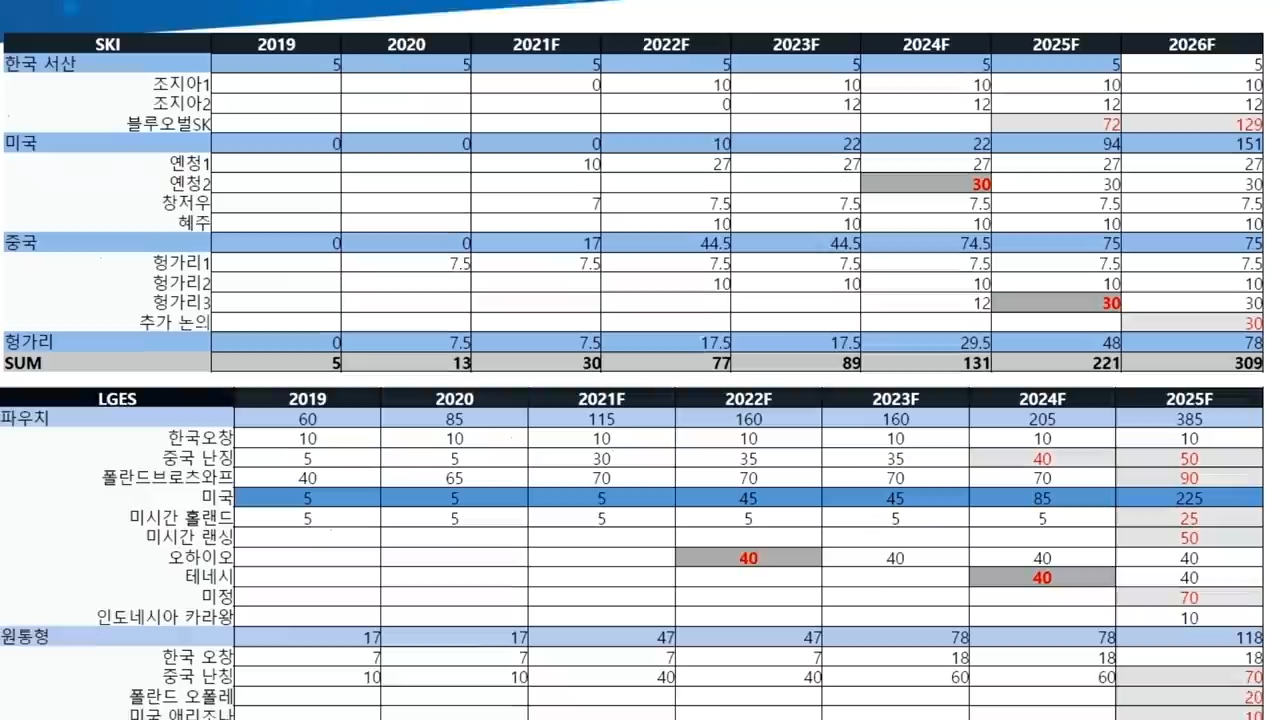 SKI 2019 2020 2021F 2022F 2023F 2024F 2025F 2026F
한국 서산 5 5 5 5 5 5 5 5
조지아1 0 10 10 10 10 10
조지아2 0 12 12 12 12
블루오벌SK 72 129
미국 0 0 0 10 22 22 94 151
옌청1 10 27 27 27 27 27
옌청2 30 30 30
창저우 7 7.5 7.5 7.5 7.5 7.5
혜주 10 10 10 10 10
중국 0 0 17 44.5 44.5 74.5 75 75
헝가리1 7.5 7.5 7.5 7.5 7.5 7.5 7.5
헝가리2 10 10 10 10 10
헝가리3 12 30 30
추가 논의 30
헝가리 0 7.5 7.5 17.5 17.5 29.5 48 78
SUM 5 13 30 77 89 131 221 309
LGES 2019 2020 2021F 2022F 2023F 2024F 2025F
파우치 60 85 115 160 160 205 385
한국오창 10 10 10 10 10 10 10
중국 난징 5 5 30 35 35 40 50
폴란드브로츠와프 40 65 70 70 70 70 90
미국 5 5 5 45 45 85 225
미시간 홀랜드 5 5 5 5 5 5 25
미시간 랜싱 50
오하이오 40 40 40 40
테네시 40 40
미정 70
인도네시아 카라왕 10
원통형 17 17 47 47 78 78 118
한국 오창 7 7 7 7 18 18 18
중국 난칭 10 10 40 40 60 60 70
폴란드 오폴레 20
미국 애리조나 10